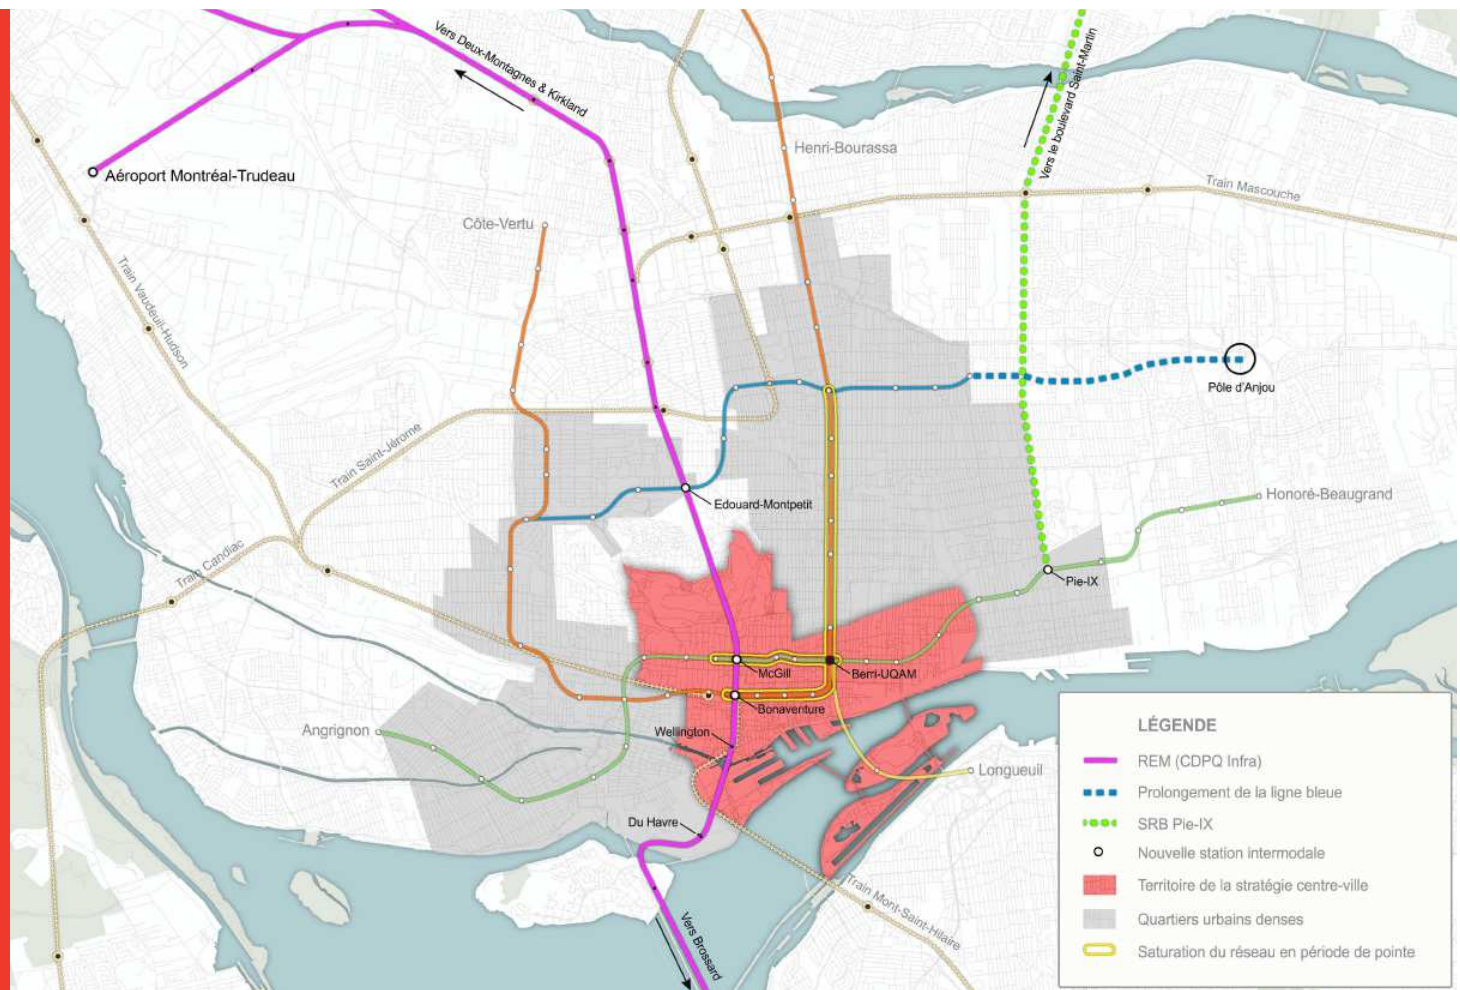 Vers Deux-Montagnes & Kirkland
Vers le boulevard Saint-Martin
Henri-Bourassa
Aéroport Montréal-Trudeau
Train Mascouche
Côte-Vertu
Train Vaudeuil-Hudson
Pôle d'Anjou
Train Saint-Jérome
Honoré-Beaugrand
Edouard-Montpetit
Train Candiac
Pie-IX
McGill
Berri-UQAM
Bonaventure
Angrignon
Wellington
Longueuil
Du Havre
Train Mont-Saint-Hilaire
Vers Brossard
LÉGENDE
REM (CDPQ Infra)
Prolongement de la ligne bleue
SRB Pie-IX
Nouvelle station intermodale
Territoire de la stratégie centre-ville
Quartiers urbains denses
Saturation du réseau en période de pointe